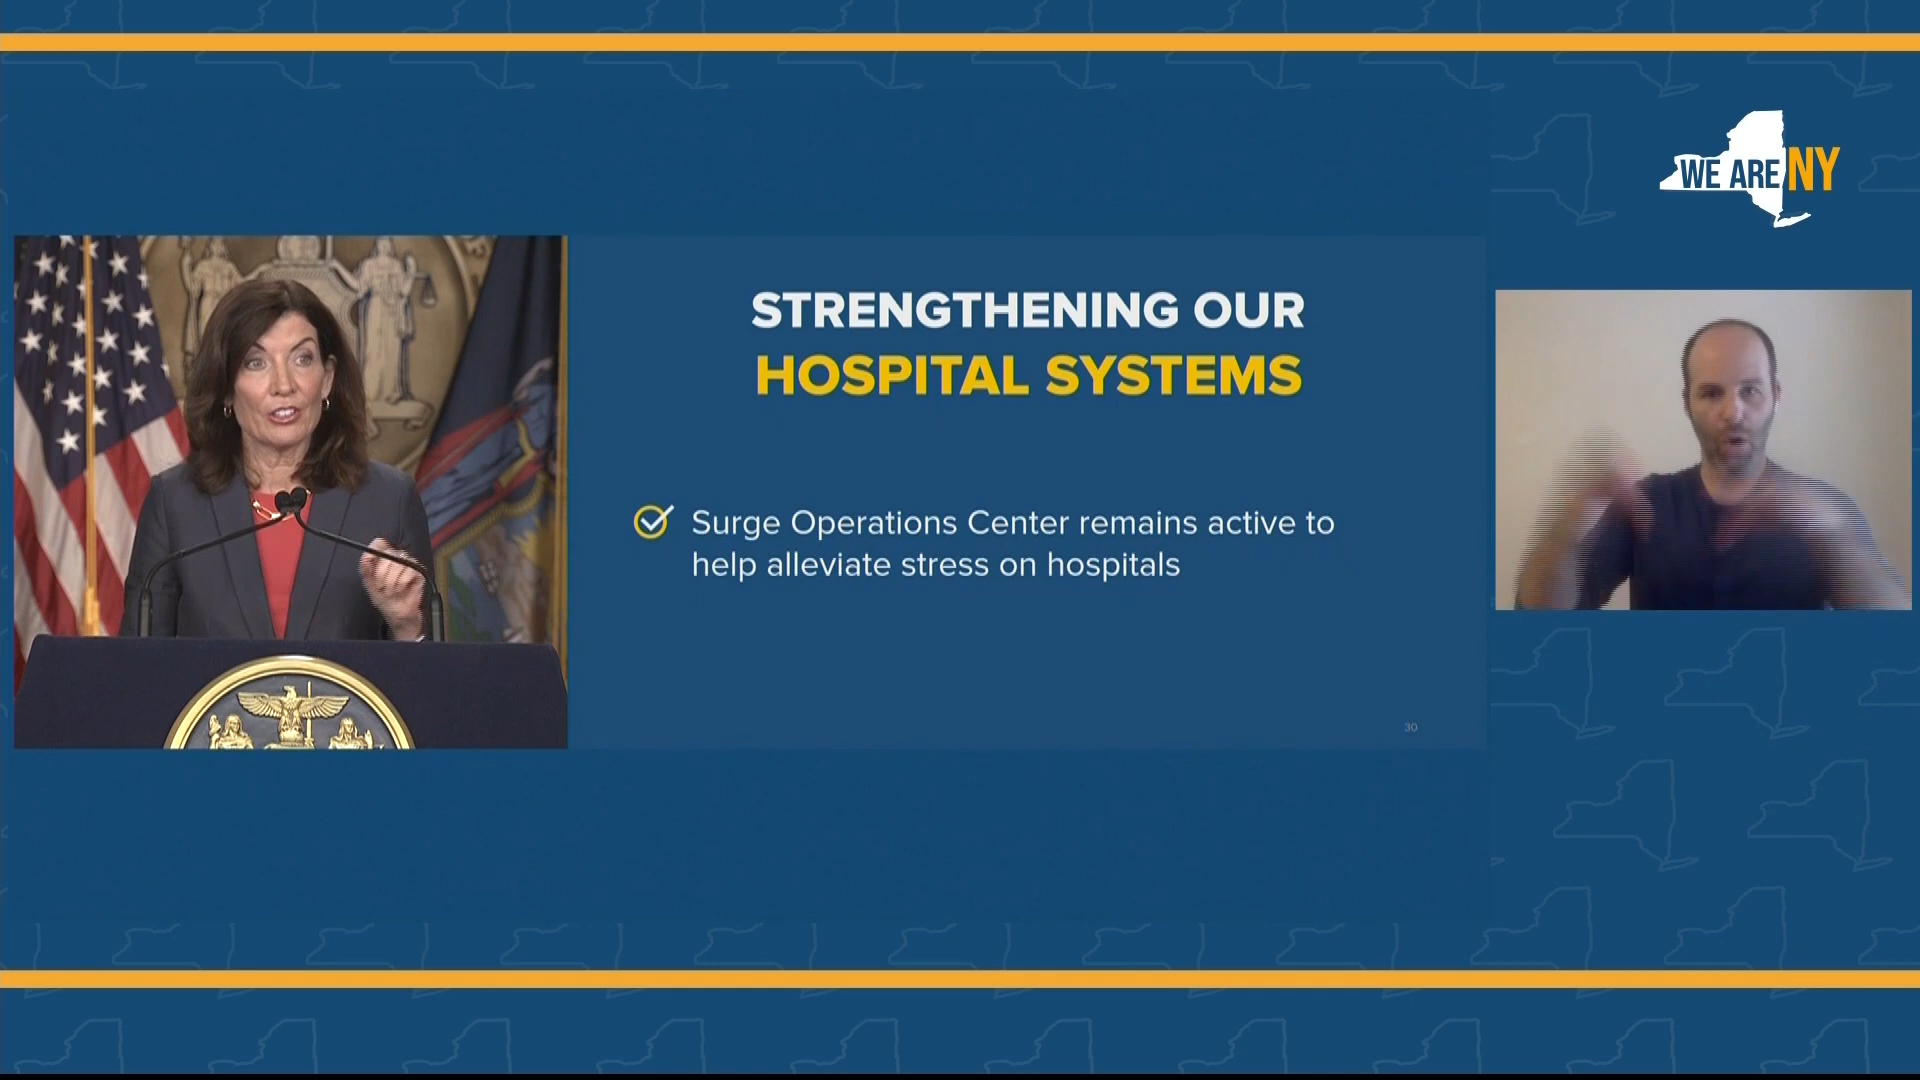 WE ARE NY
STRENGTHENING OUR
HOSPITAL SYSTEMS
Surge Operations Center remains active to
help alleviate stress on hospitals
30